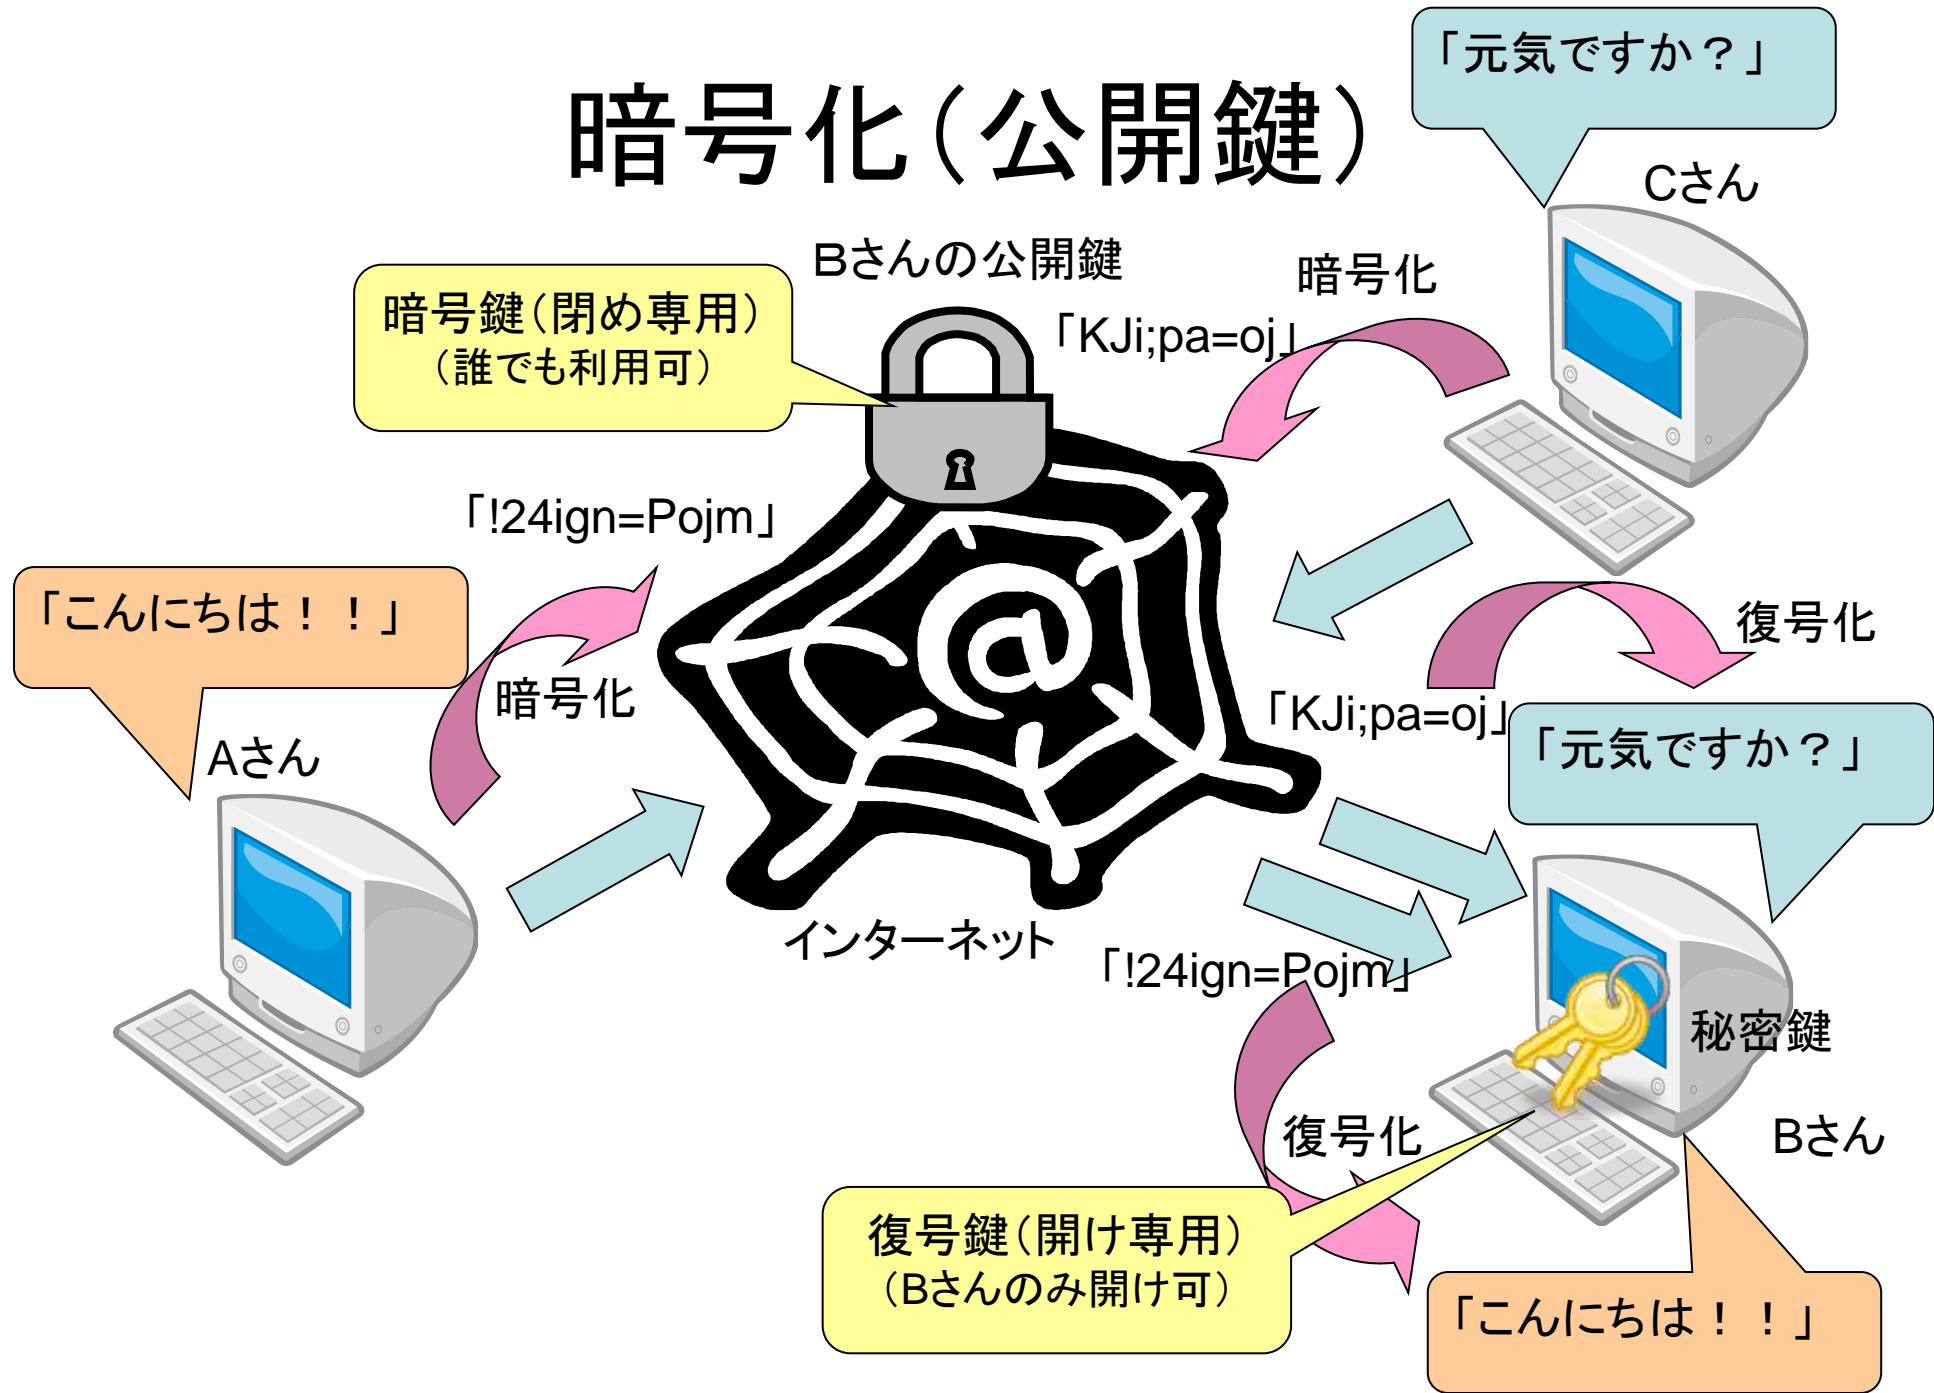 「元気ですか？」
暗号化（公開鍵）
Cさん
Bさんの公開鍵
暗号化
暗号鍵（閉め専用）
（誰でも利用可）
「KJi;pa=oj」
「!24ign=Pojm」
「こんにちは！！」
復号化
暗号化
「KJi;pa=oj」
Aさん
「元気ですか？」
インターネット
「!24ign=Pojm」
秘密鍵
復号化
Bさん
復号鍵（開け専用）
（Bさんのみ開け可）
「こんにちは！！」